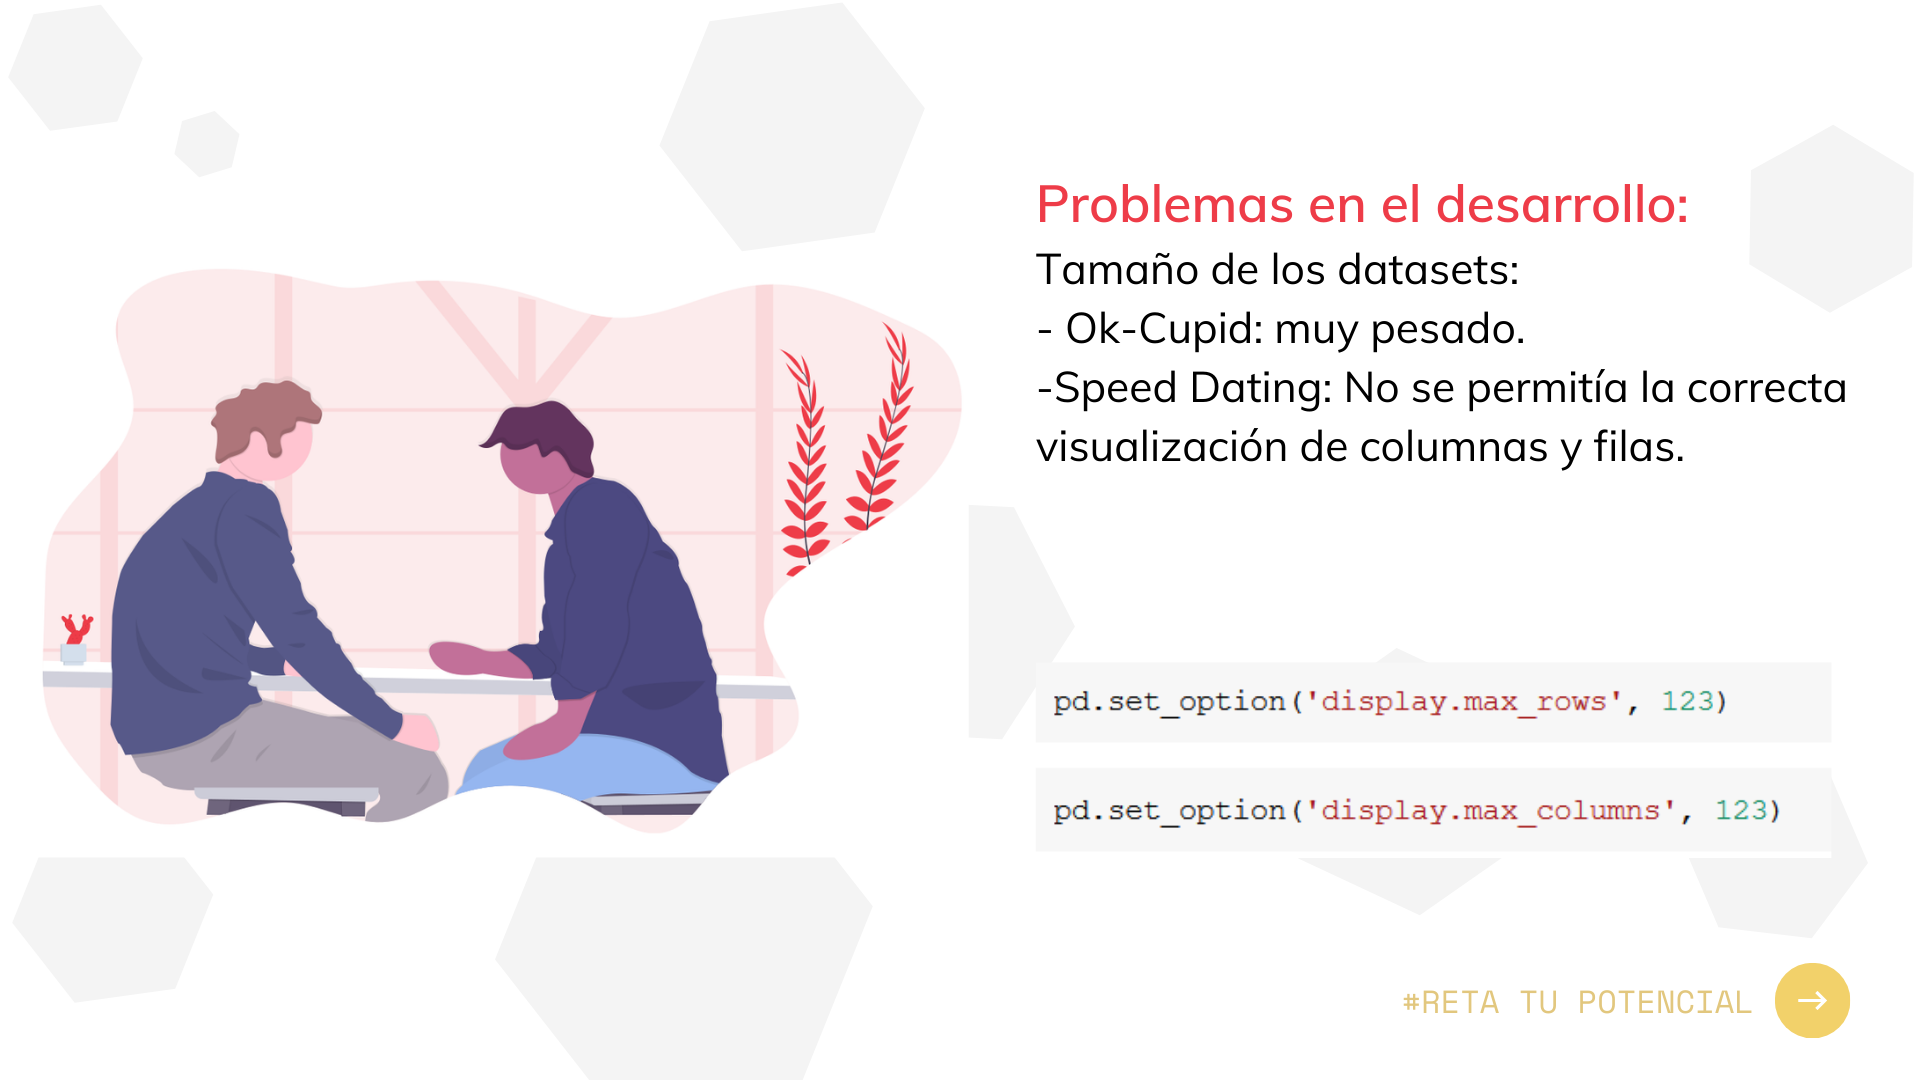 Problemas en el desarrollo:
Tamaño de los datasets:
- Ok-Cupid: muy pesado.
-Speed Dating: No se permitía la correcta
visualización de columnas y filas.
pd.set_option('display.max_rows', 123)
pd.set_option('display.max_columns', 123)
#RETA TU POTENCIAL